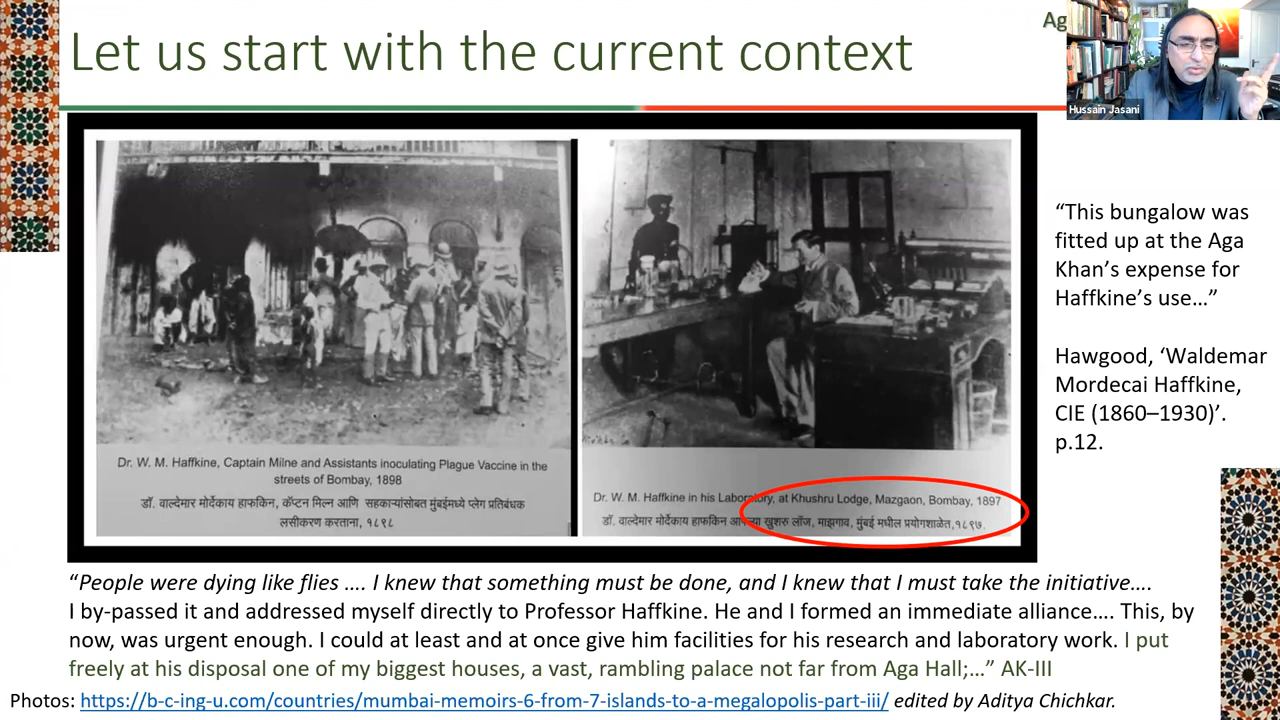 Let us start with the current context
Ag
Hussain Jasani
Dr. W. M. Haffkine, Captain Milne and Assistants inoculating Plague Vaccine in the
streets of Bombay, 1898
डॉ. वाल्देमार मोर्देकाय हाफकिन, कॅप्टन मिल्न आणि सहकाऱ्यांसोबत मुंबईमध्ये प्लेग प्रतिबंधक
लसीकरण करताना, १८९८
Dr. W. M. Haffkine in his Laboratory, at Khushru Lodge, Mazgaon, Bombay, 1897
डॉ. वाल्देमार मोर्देकाय हाफकिन आपल्या खुशरु लॉज, माझगाव, मुंबई मधील प्रयोगशाळेत,१८९७.
“This bungalow was
fitted up at the Aga
Khan’s expense for
Haffkine’s use…”
Hawgood, ‘Waldemar
Mordecai Haffkine,
CIE (1860–1930)’.
p.12.
“People were dying like flies …. I knew that something must be done, and I knew that I must take the initiative….
I by-passed it and addressed myself directly to Professor Haffkine. He and I formed an immediate alliance…. This, by
now, was urgent enough. I could at least and at once give him facilities for his research and laboratory work. I put
freely at his disposal one of my biggest houses, a vast, rambling palace not far from Aga Hall;…” AK-III
Photos: https://b-c-ing-u.com/countries/mumbai-memoirs-6-from-7-islands-to-a-megalopolis-part-iii/ edited by Aditya Chichkar.